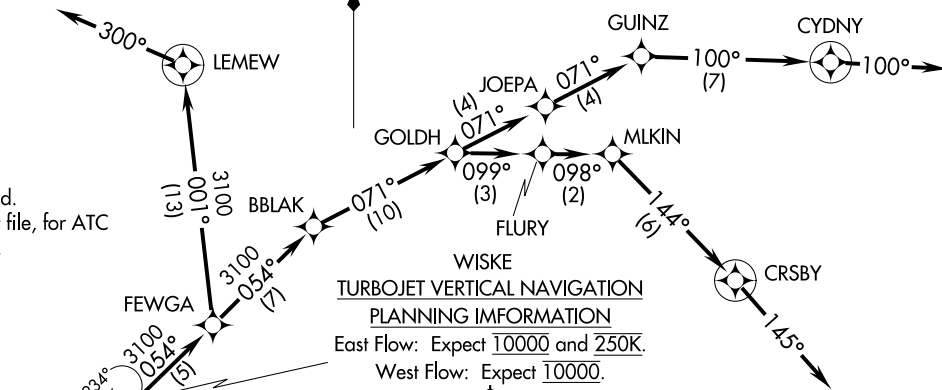 GUINZ
CYDNY
300°
LEMEW
071°
(4)
100°
(7)
100°
JOEPA
(4)
071°
GOLDH
MLKIN
099°
(3)
098°
(2)
FLURY
3100
001°
(13)
BBLAK
071°
(10)
144°
(6)
d.
file, for ATC
3100
054°
(7)
WISKE
TURBOJET VERTICAL NAVIGATION
PLANNING IMFORMATION
East Flow: Expect 10000 and 250K.
West Flow: Expect 10000.
CRSBY
145°
FEWGA
3100
054°
(5)
034°